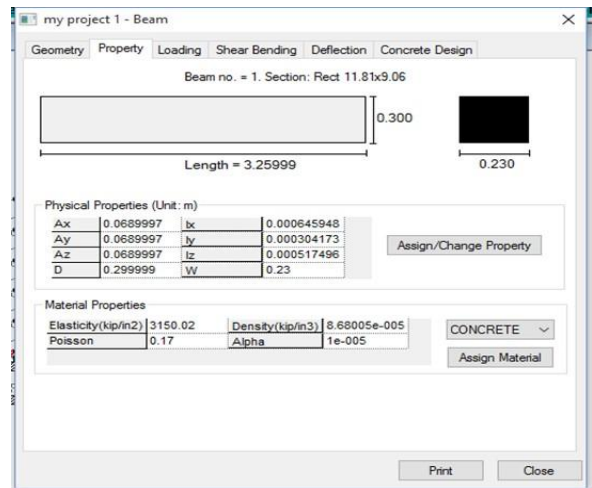 my project 1 - Beam
Geometry Property Loading Shear Bending Deflection Concrete Design
Beam no. = 1. Section: Rect 11.81x9.06
0.300
Length = 3.25999
0.230
Physical Properties (Unit: m)
Ax 0.0689997 Ix 0.000645948
Ay 0.0689997 Iy 0.000304173
Az 0.0689997 Iz 0.000517496
D 0.299999 W 0.23
Assign/Change Property
Material Properties
Elasticity(kip/in2) 3150.02 Density(kip/in3) 8.68005e-005
Poisson 0.17 Alpha 1e-005
CONCRETE
Assign Material
Print Close